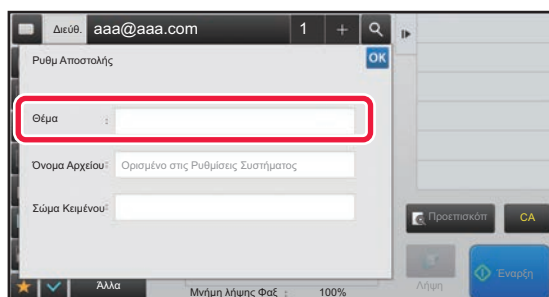 Διεύθ. aaa@aaa.com 1 +
Ρυθμ Αποστολής OK
Θέμα :
Όνομα Αρχείου: Ορισμένο στις Ρυθμίσεις Συστήματος
Σώμα Κειμένου:
Προεπισκόπ CA
Λήψη Έναρξη
Άλλα
Μνήμη λήψης Φαξ : 100%